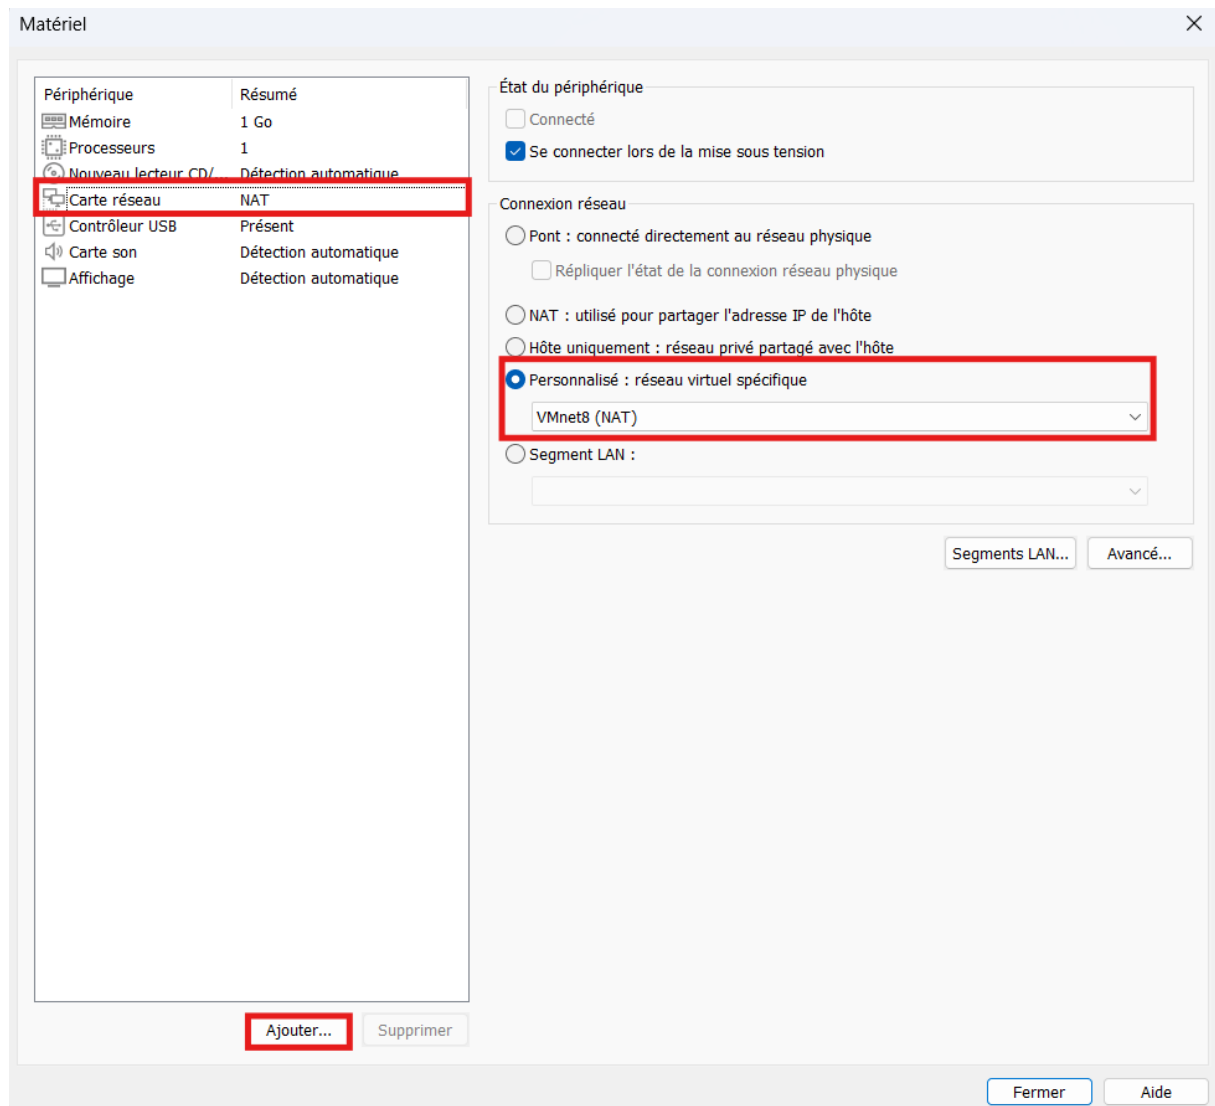 Matériel
Périphérique Résumé
Mémoire 1 Go
Processeurs 1
Nouveau lecteur CD/... Détection automatique
Carte réseau NAT
Contrôleur USB Présent
Carte son Détection automatique
Affichage Détection automatique
Ajouter... Supprimer
État du périphérique
Connecté
Se connecter lors de la mise sous tension
Connexion réseau
Pont : connecté directement au réseau physique
Répliquer l'état de la connexion réseau physique
NAT : utilisé pour partager l'adresse IP de l'hôte
Hôte uniquement : réseau privé partagé avec l'hôte
Personnalisé : réseau virtuel spécifique
VMnet8 (NAT)
Segment LAN :
Segments LAN... Avancé...
Fermer Aide